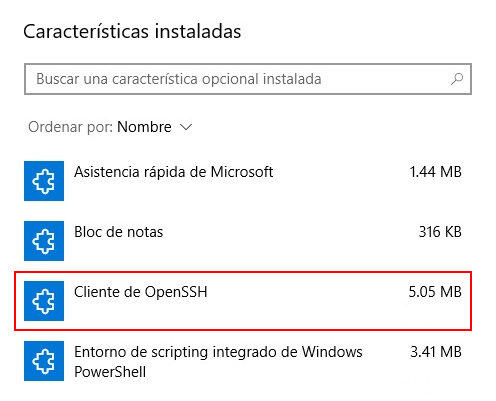 Características instaladas
Buscar una característica opcional instalada
Ordenar por: Nombre
Asistencia rápida de Microsoft 1.44 MB
Bloc de notas 316 KB
Cliente de OpenSSH 5.05 MB
Entorno de scripting integrado de Windows 3.41 MB
PowerShell